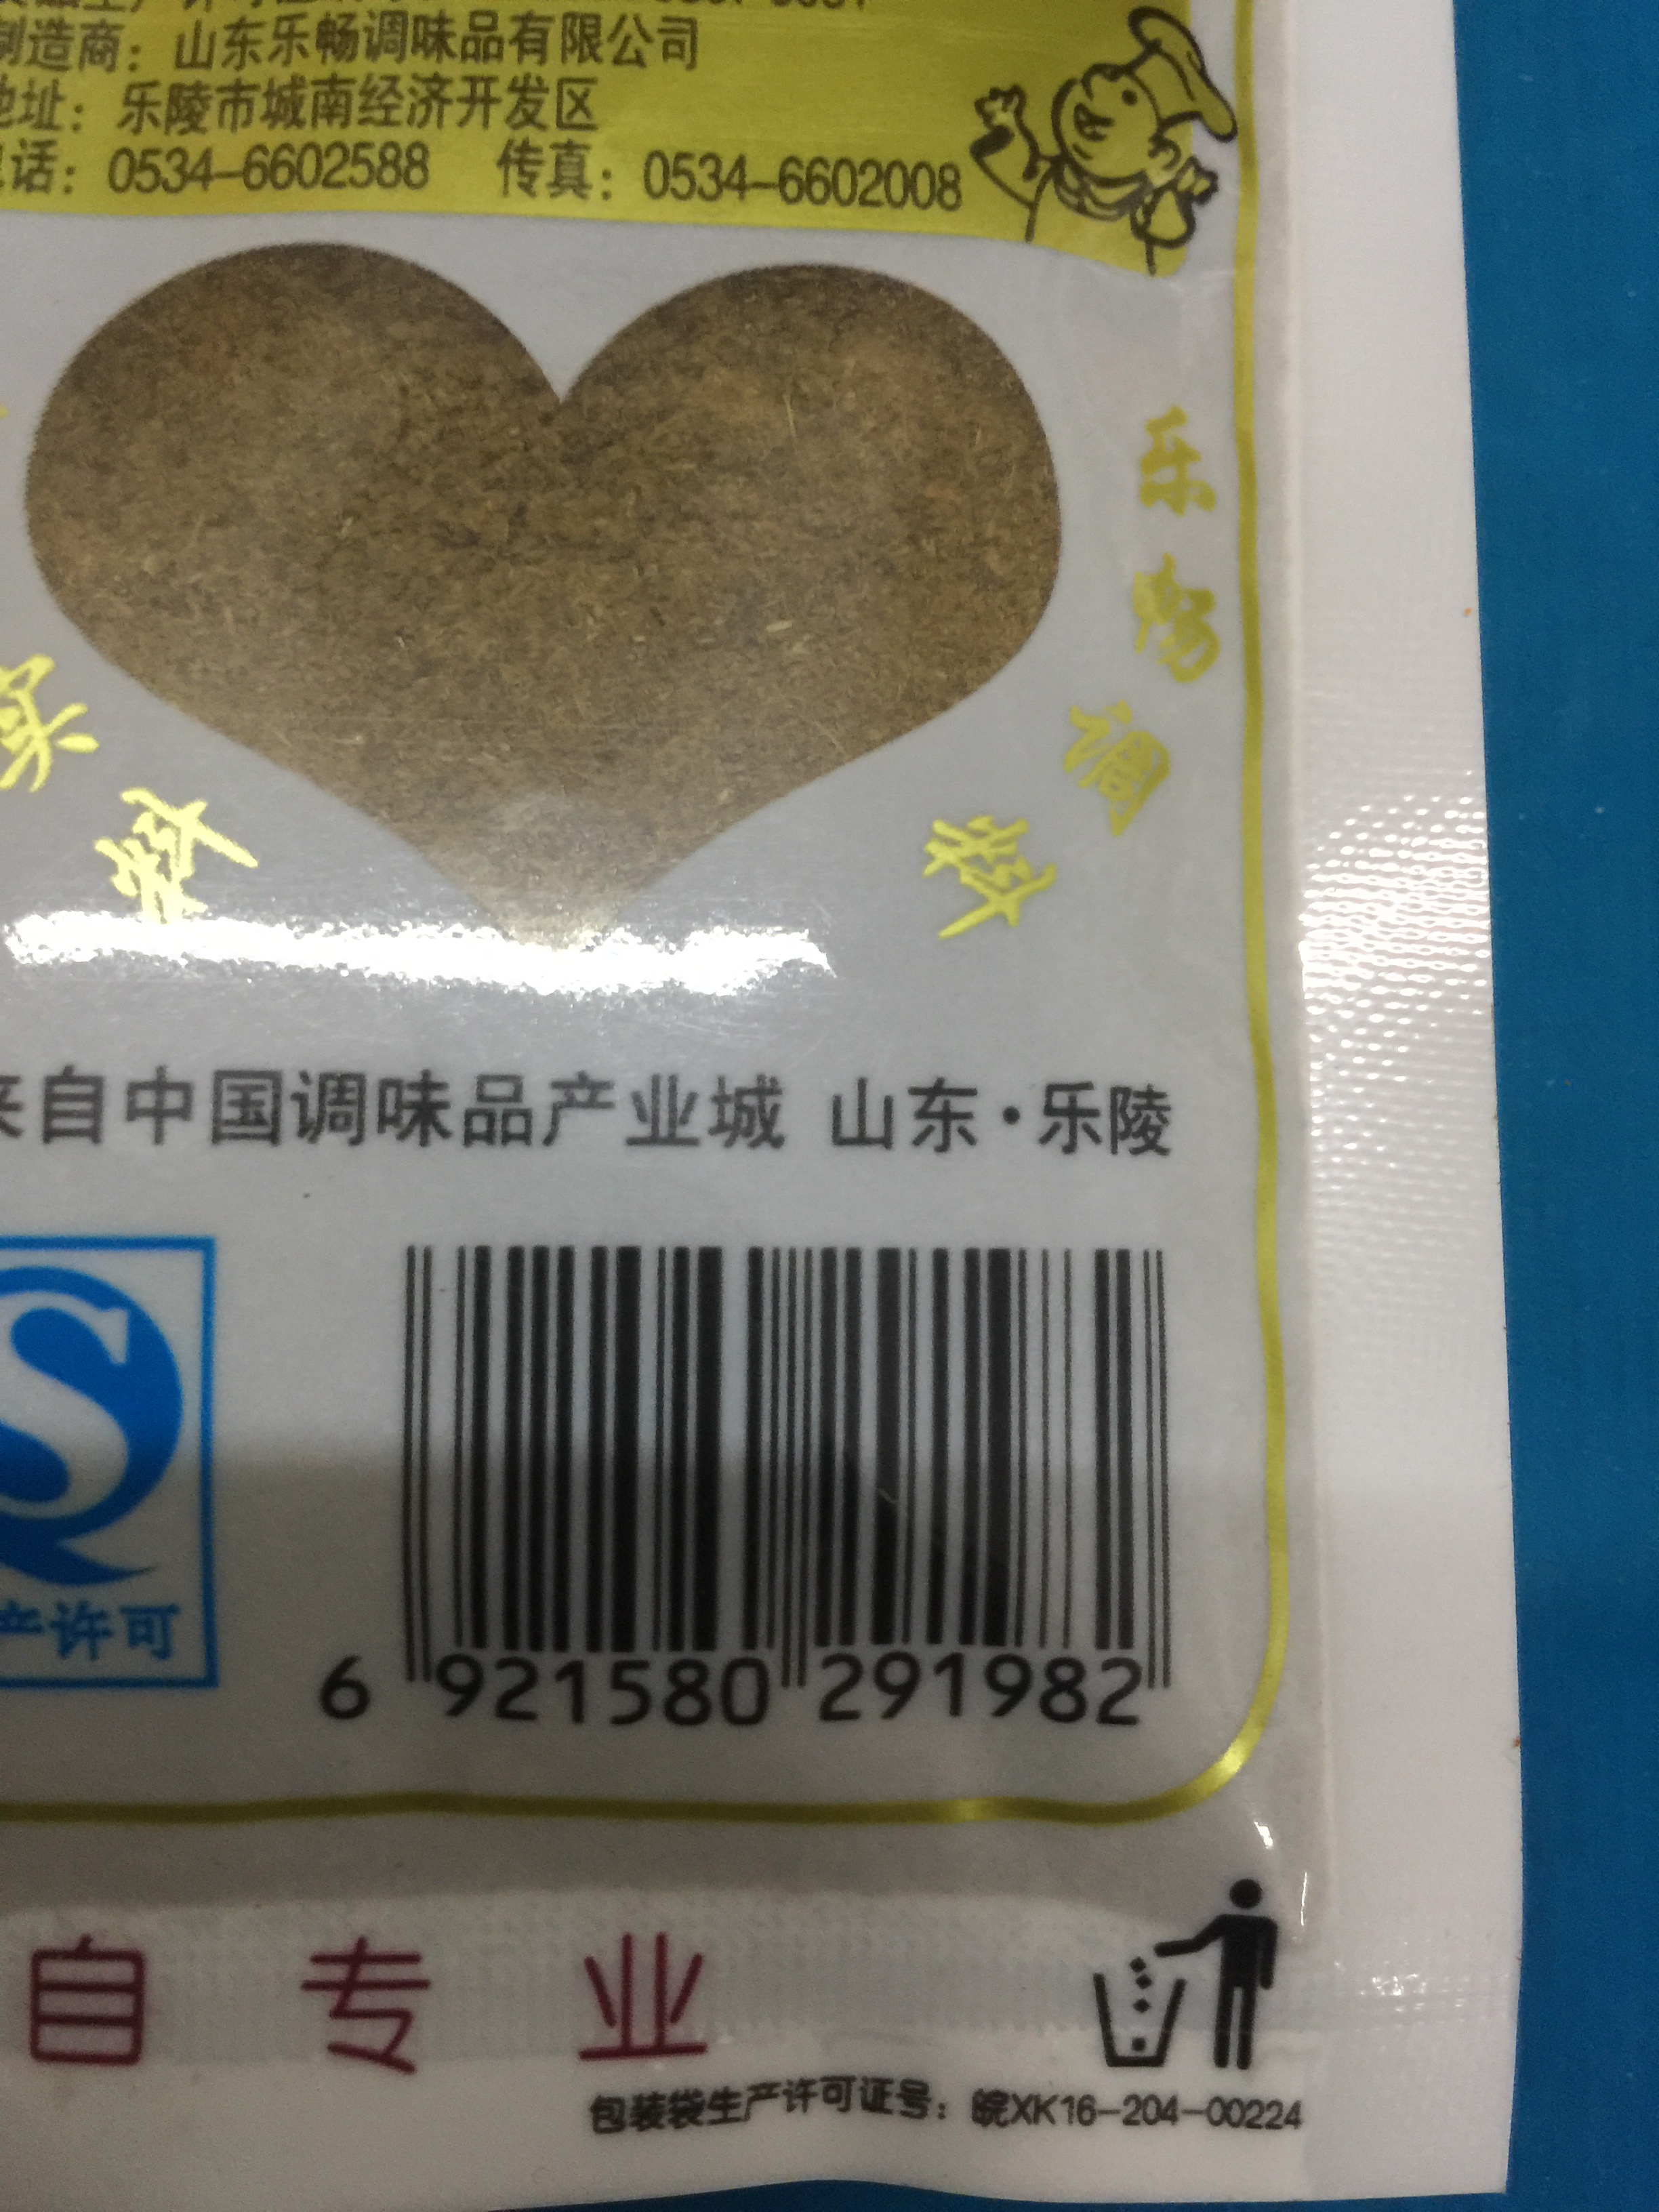 制造商：山东乐畅调味品有限公司
地址：乐陵市城南经济开发区
电话：0534-6602588 传真：0534-6602008
乐畅调
来自中国调味品产业城 山东·乐陵
产许可
6 921580 291982
自专业
包装袋生产许可证号：皖XK16-204-00224